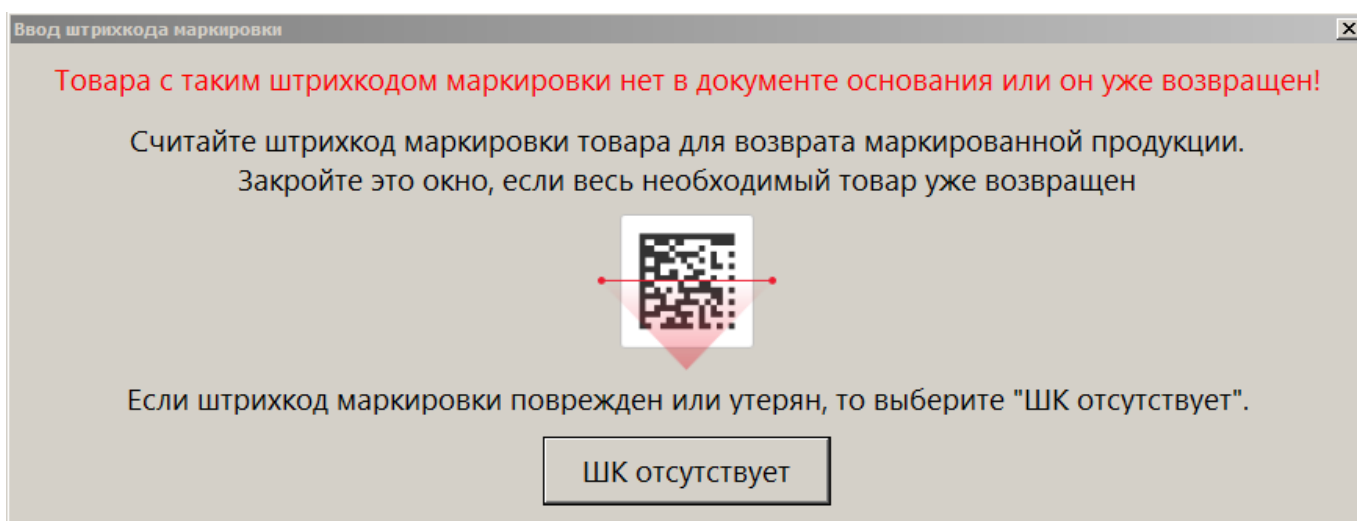 Ввод штрихкода маркировки
Товара с таким штрихкодом маркировки нет в документе основания или он уже возвращен!
Считайте штрихкод маркировки товара для возврата маркированной продукции.
Закройте это окно, если весь необходимый товар уже возвращен
Если штрихкод маркировки поврежден или утерян, то выберите "ШК отсутствует".
ШК отсутствует